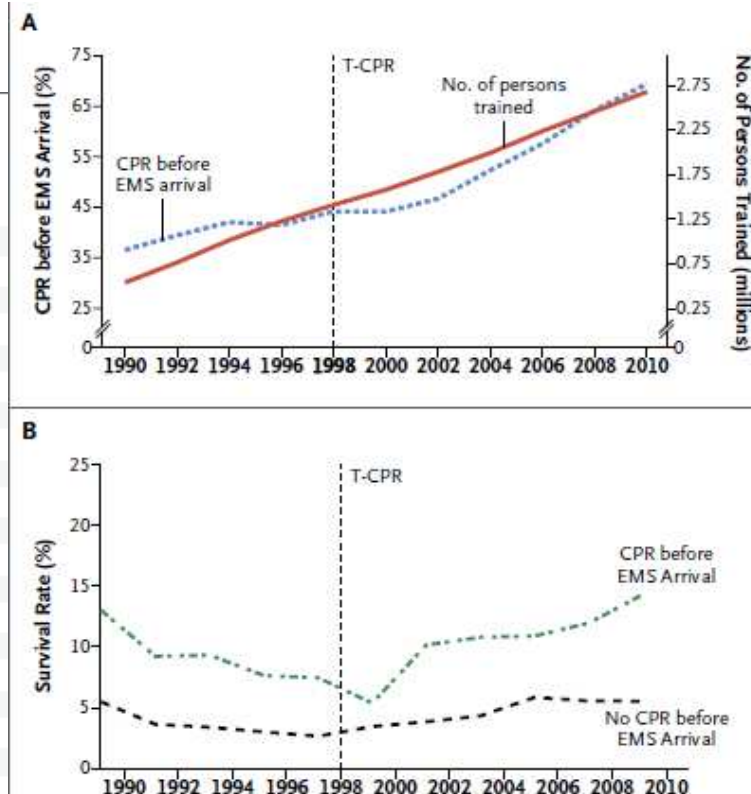 A
75
65
55
45
35
25
0
CPR before EMS Arrival (%)
T-CPR
No. of persons
trained
CPR before
EMS arrival
2.75
2.25
1.75
1.25
0.75
0.25
0
No. of Persons Trained (millions)
1990 1992 1994 1996 1998 2000 2002 2004 2006 2008 2010
B
25
20
15
10
5
0
Survival Rate (%)
T-CPR
CPR before
EMS Arrival
No CPR before
EMS Arrival
1990 1992 1994 1996 1998 2000 2002 2004 2006 2008 2010